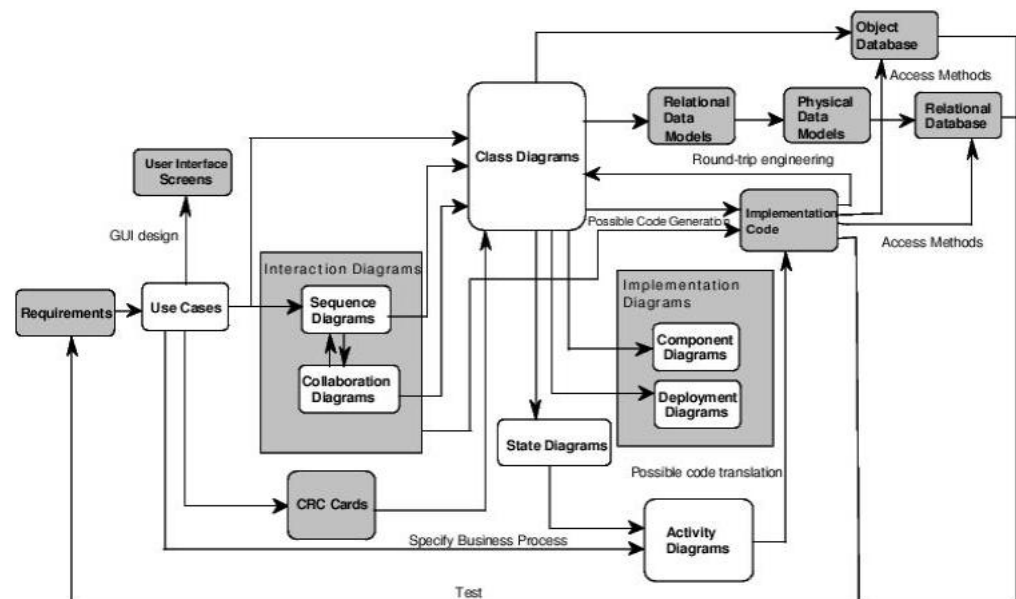 Object
Database
Access Methods
Relational
Data
Models
Physical
Data
Models
Relational
Database
Class Diagrams
Round-trip engineering
User Interface
Screens
GUI design
Possible Code Generation
Implementation
Code
Access Methods
Interaction Diagrams
Implementation
Diagrams
Requirements
Use Cases
Sequence
Diagrams
Component
Diagrams
Collaboration
Diagrams
Deployment
Diagrams
State Diagrams
Possible code translation
CRC Cards
Specify Business Process
Activity
Diagrams
Test